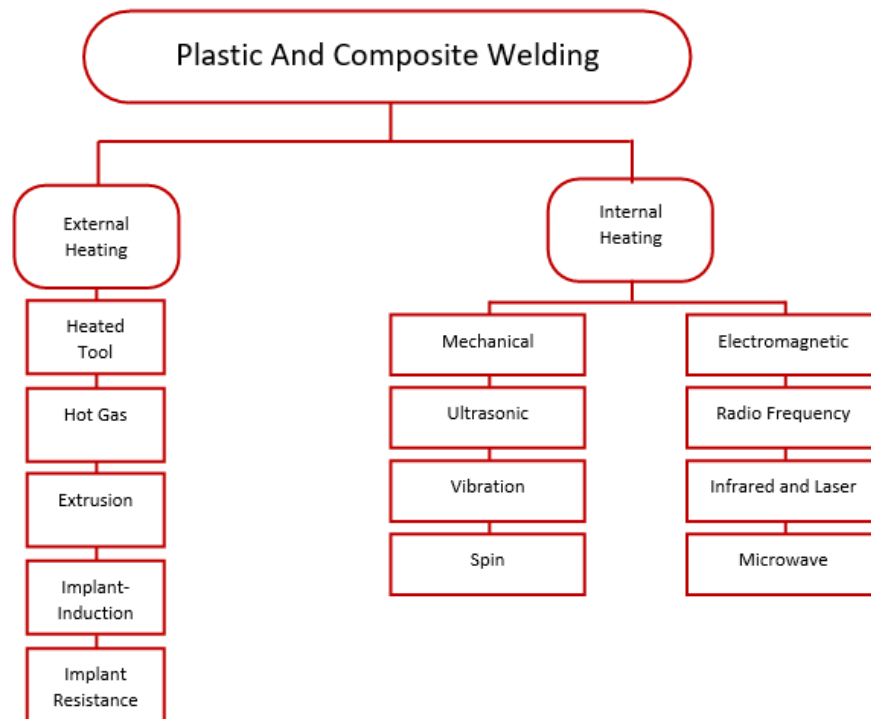 Plastic And Composite Welding
External
Heating
Heated
Tool
Hot Gas
Extrusion
Implant-
Induction
Implant
Resistance
Internal
Heating
Mechanical
Ultrasonic
Vibration
Spin
Electromagnetic
Radio Frequency
Infrared and Laser
Microwave